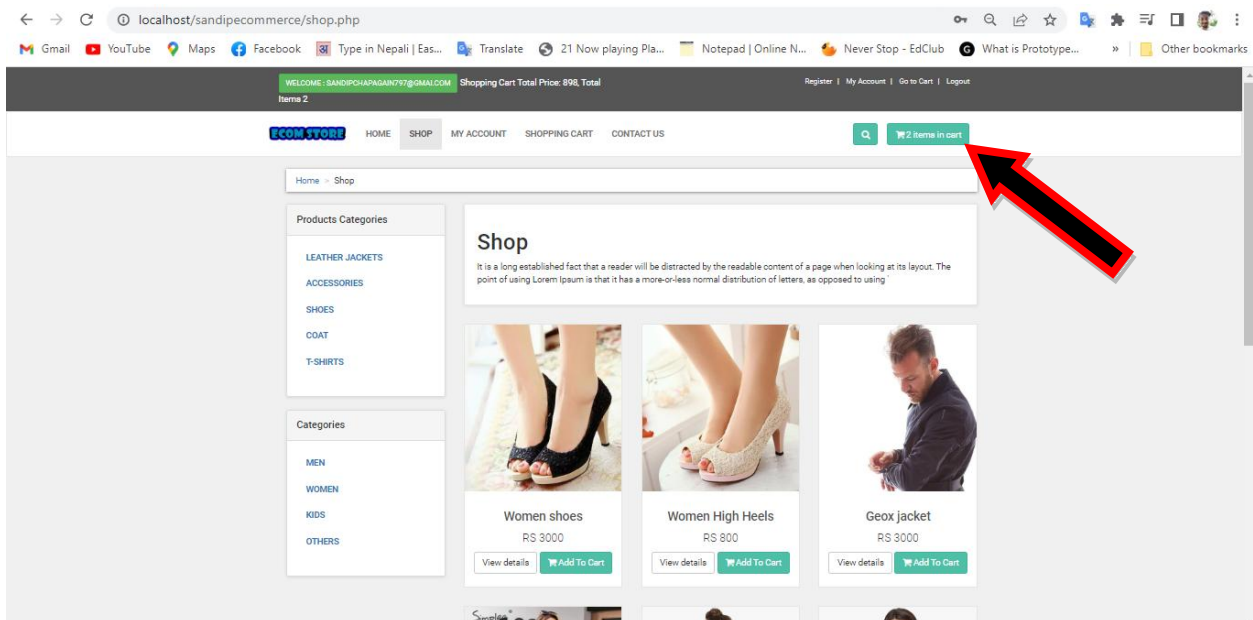 localhost/sandipecommerce/shop.php
Gmail YouTube Maps Facebook अ Type in Nepali | Eas... Translate 21 Now playing Pla... Notepad | Online N... Never Stop - EdClub G What is Prototype... » Other bookmarks
WELCOME : SANDIPCHAPAGAIN797@GMAI.COM Shopping Cart Total Price: 898, Total
Items 2
Register | My Account | Go to Cart | Logout
ECOM STORE HOME SHOP MY ACCOUNT SHOPPING CART CONTACT US 2 items in cart
Home > Shop
Products Categories
LEATHER JACKETS
ACCESSORIES
SHOES
COAT
T-SHIRTS
Categories
MEN
WOMEN
KIDS
OTHERS
Shop
It is a long established fact that a reader will be distracted by the readable content of a page when looking at its layout. The
point of using Lorem Ipsum is that it has a more-or-less normal distribution of letters, as opposed to using `
Women shoes Women High Heels Geox jacket
RS 3000 RS 800 RS 3000
View details Add To Cart View details Add To Cart View details Add To Cart